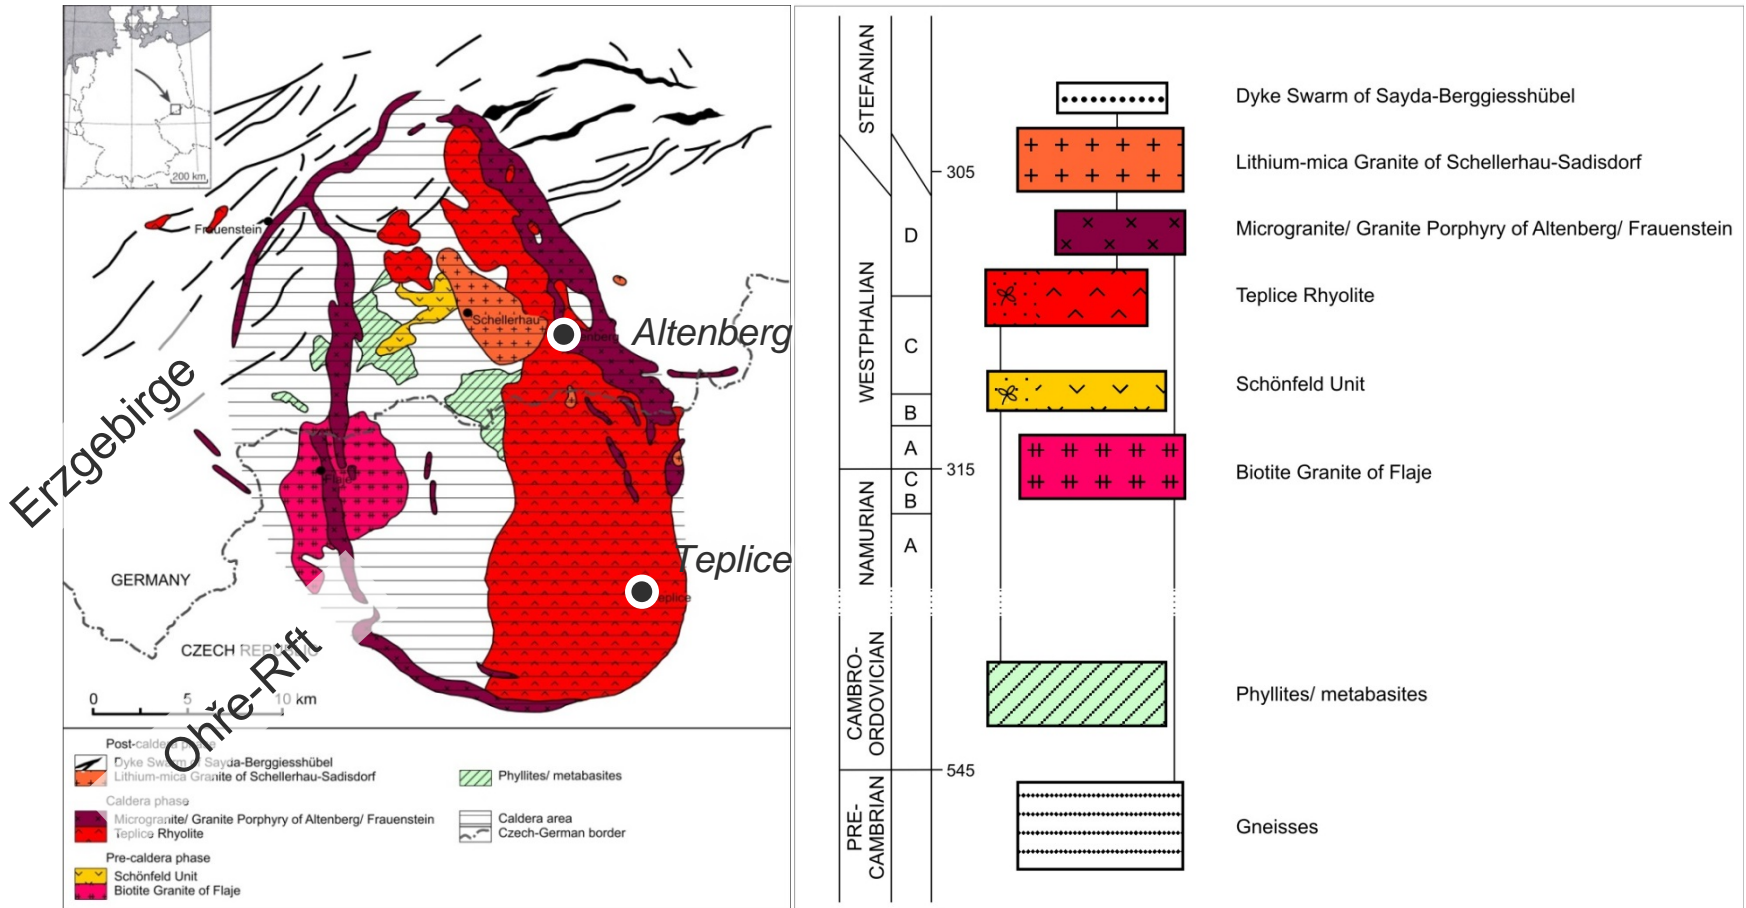 200 km
Frauenstein
Schellerhau
Altenberg
Erzgebirge
Flaje
Teplice
eplice
GERMANY
CZECH REPUBLIC
Ohře-Rift
0 5 10 km
Post-caldera phase
Dyke Swarm of Sayda-Berggiesshübel
Lithium-mica Granite of Schellerhau-Sadisdorf
Caldera phase
Microgranite/ Granite Porphyry of Altenberg/ Frauenstein
Teplice Rhyolite
Pre-caldera phase
Schönfeld Unit
Biotite Granite of Flaje
Phyllites/ metabasites
Caldera area
Czech-German border
STEFANIAN
WESTPHALIAN
NAMURIAN
CAMBRO-
ORDOVICIAN
PRE-
CAMBRIAN
D
C
B
A
C
B
A
305
315
545
Dyke Swarm of Sayda-Berggiesshübel
Lithium-mica Granite of Schellerhau-Sadisdorf
Microgranite/ Granite Porphyry of Altenberg/ Frauenstein
Teplice Rhyolite
Schönfeld Unit
Biotite Granite of Flaje
Phyllites/ metabasites
Gneisses